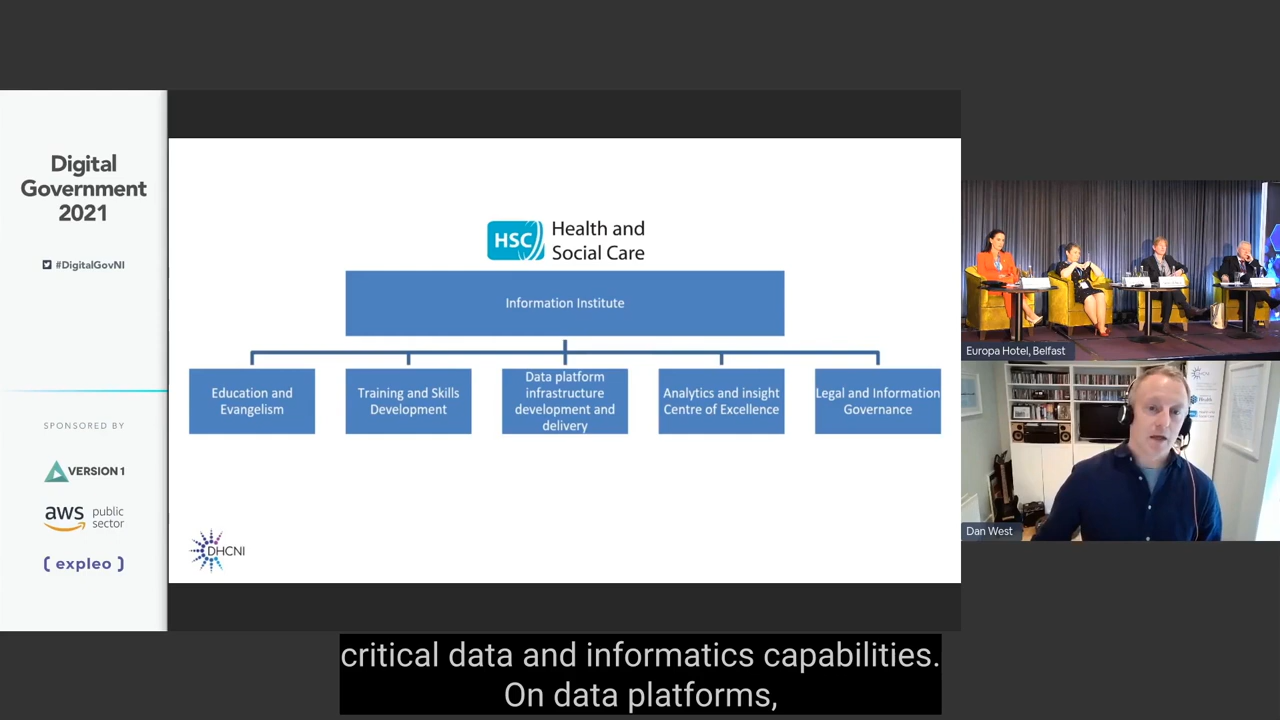 Digital
Government
2021
#DigitalGovNI
SPONSORED BY
VERSION 1
aws public
sector
[ expleo ]
HSC Health and
Social Care
Information Institute
Education and
Evangelism
Training and Skills
Development
Data platform
infrastructure
development and
delivery
Analytics and insight
Centre of Excellence
Legal and Information
Governance
DHCNI
Europa Hotel, Belfast
Dan West
critical data and informatics capabilities.
On data platforms,